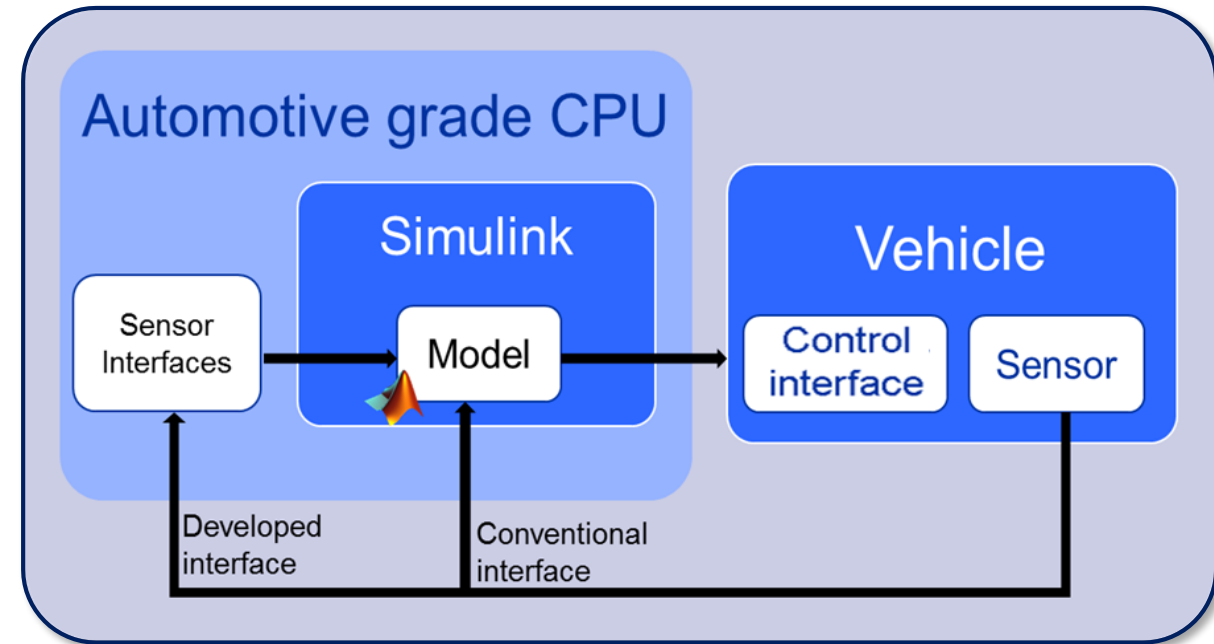 Automotive grade CPU
Simulink
Vehicle
Sensor
Interfaces
Model
Control
interface
Sensor
Developed
interface
Conventional
interface